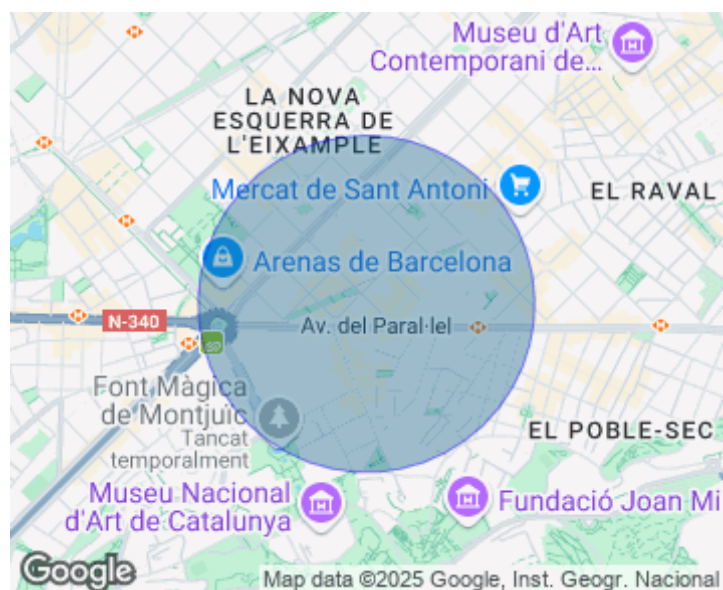 Museu d'Art
Contemporani de...
LA NOVA
ESQUERRA DE
L'EIXAMPLE
Mercat de Sant Antoni
EL RAVAL
Arenas de Barcelona
N-340
Av. del Paral·lel
Font Màgica
de Montjuïc
Tancat
temporalment
EL POBLE-SEC
Museu Nacional
d'Art de Catalunya
Fundació Joan Mi
Google
Map data ©2025 Google, Inst. Geogr. Nacional